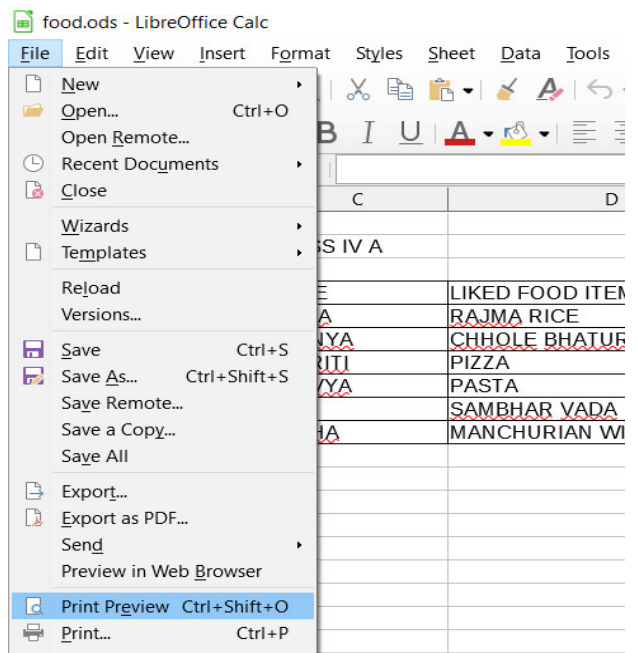 food.ods - LibreOffice Calc
File Edit View Insert Format Styles Sheet Data Tools
New
Open... Ctrl+O
Open Remote...
Recent Documents
Close
Wizards
Templates
Reload
Versions...
Save Ctrl+S
Save As... Ctrl+Shift+S
Save Remote...
Save a Copy...
Save All
Export...
Export as PDF...
Send
Preview in Web Browser
Print Preview Ctrl+Shift+O
Print... Ctrl+P
B I U A
C D
SS IV A
E LIKED FOOD ITEM
A RAJMA RICE
NYA CHHOLE BHATUR
RITI PIZZA
VYA PASTA
SAMBHAR VADA
HA MANCHURIAN WI